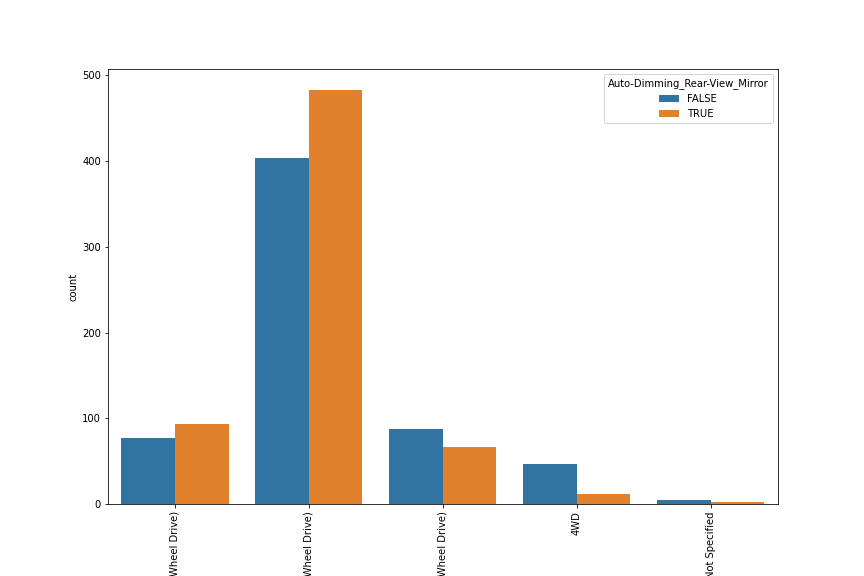 Auto-Dimming_Rear-View_Mirror
FALSE
TRUE
500
400
300
200
100
0
count
Wheel Drive)
Wheel Drive)
Wheel Drive)
4WD
Not Specified